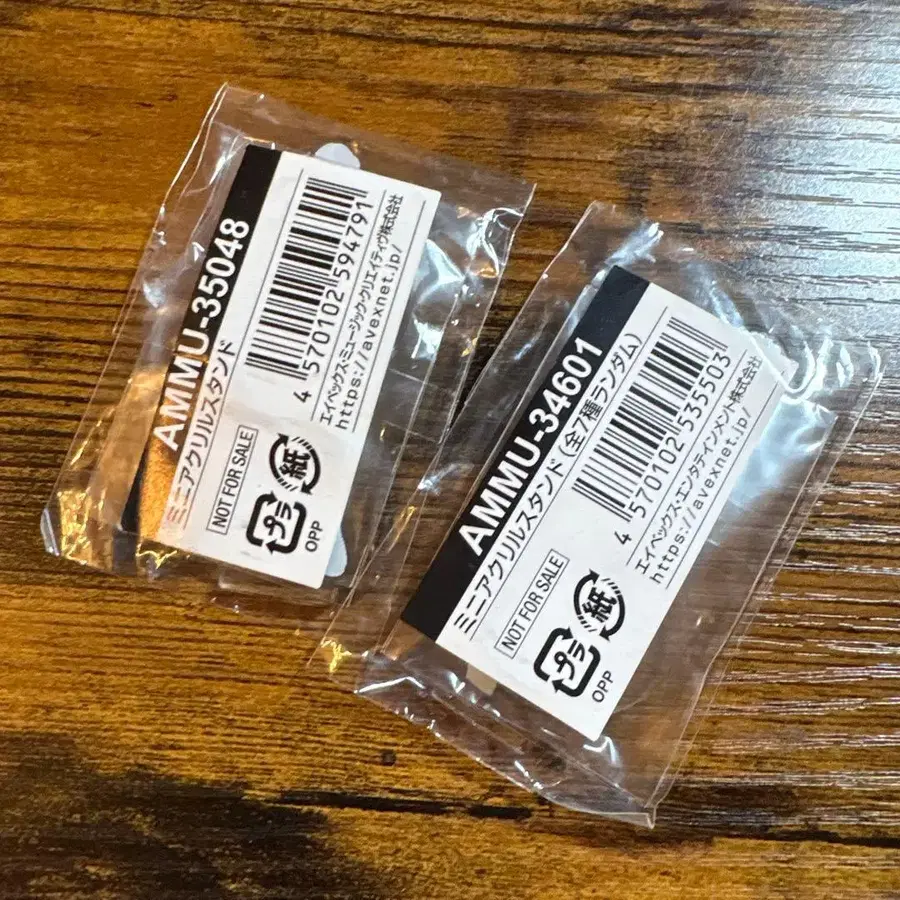 AMMU-35048
ミニアクリルスタンド
NOT FOR SALE
プラ
紙
OPP
4 570102 594791
エイベックス・ミュージック・クリエイティヴ株式会社
https://avexnet.jp/
AMMU-34601
ミニアクリルスタンド (全7種ランダム)
NOT FOR SALE
プラ
紙
OPP
4 570102 535503
エイベックス・エンタテインメント株式会社
https://avexnet.jp/